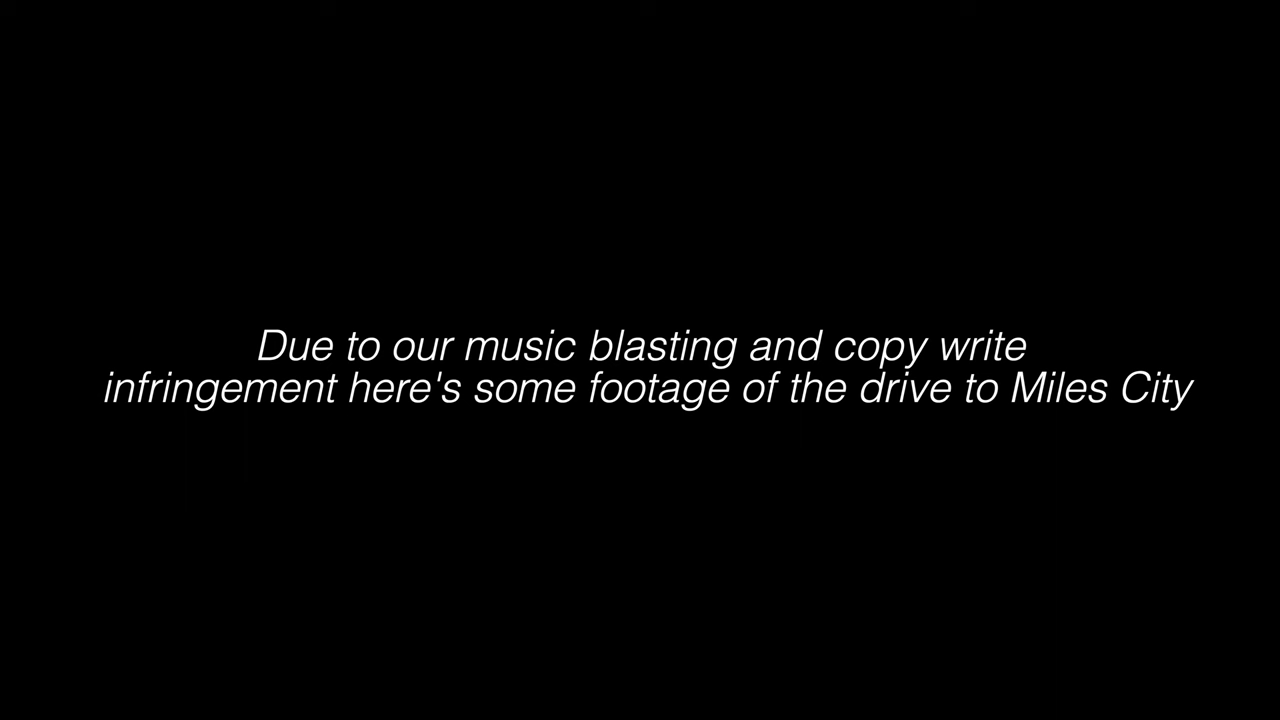 Due to our music blasting and copy write
infringement here's some footage of the drive to Miles City